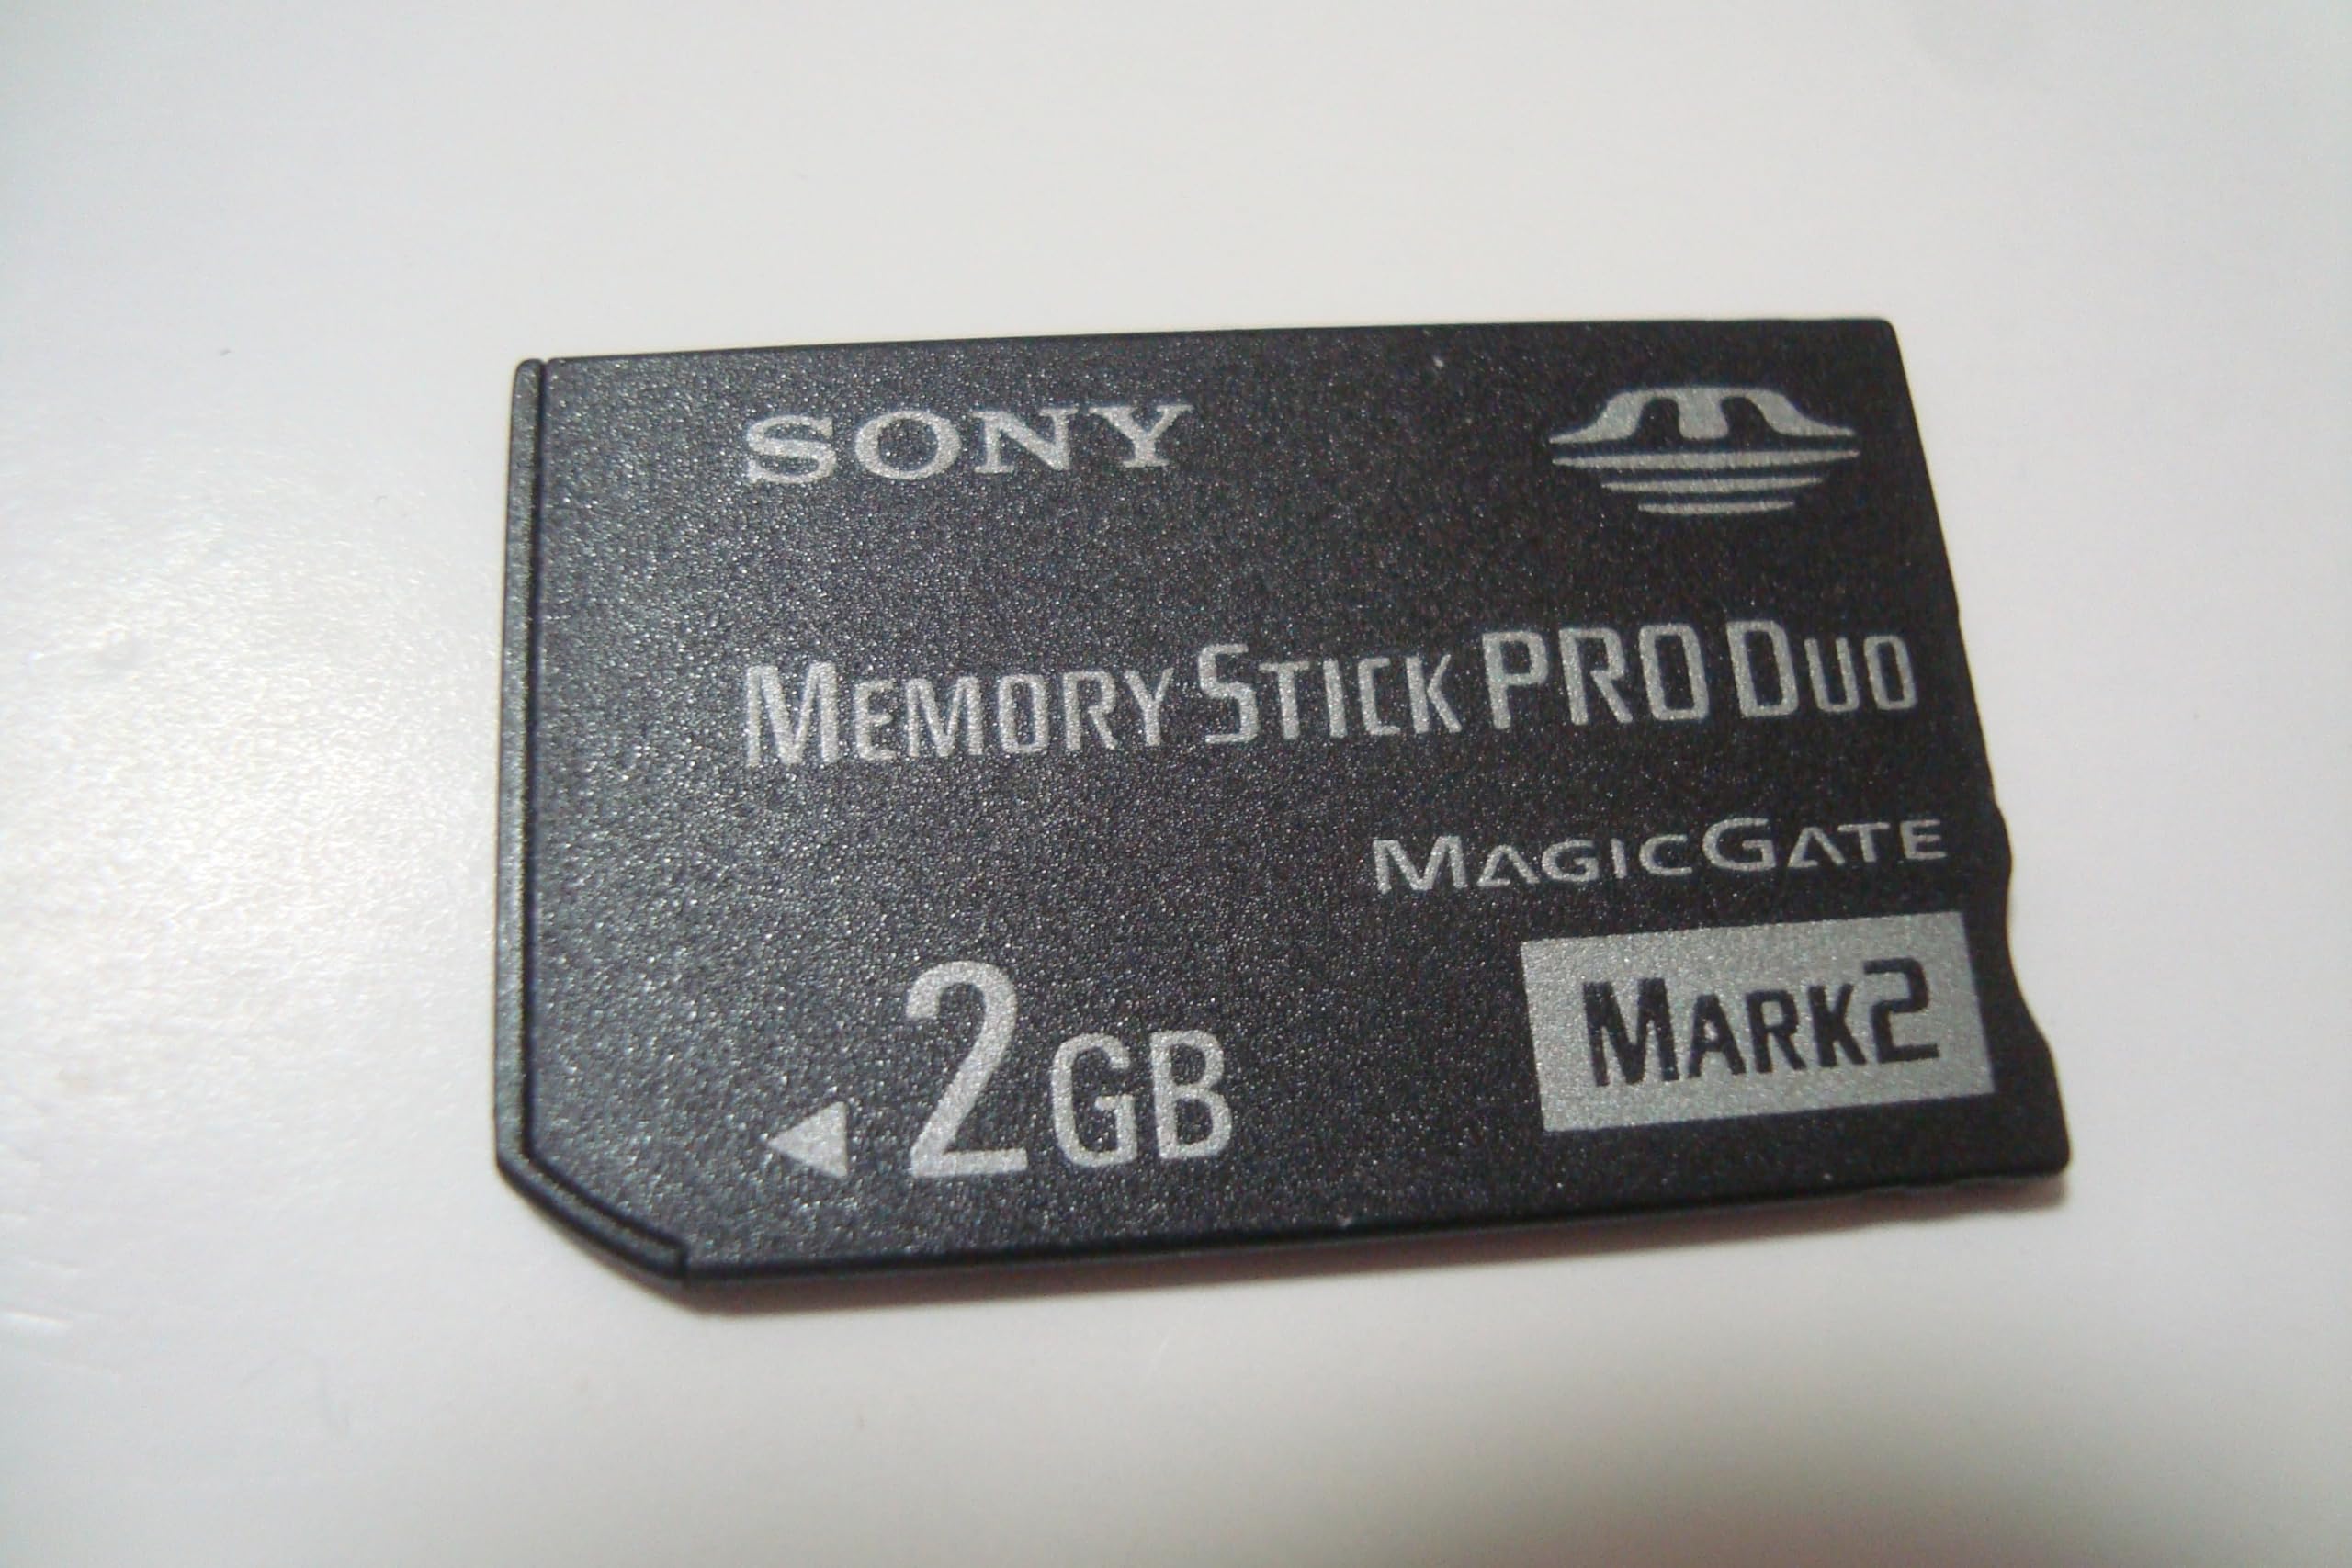 SONY
MEMORY STICK PRO DUO
MAGICGATE
MARK2
2GB